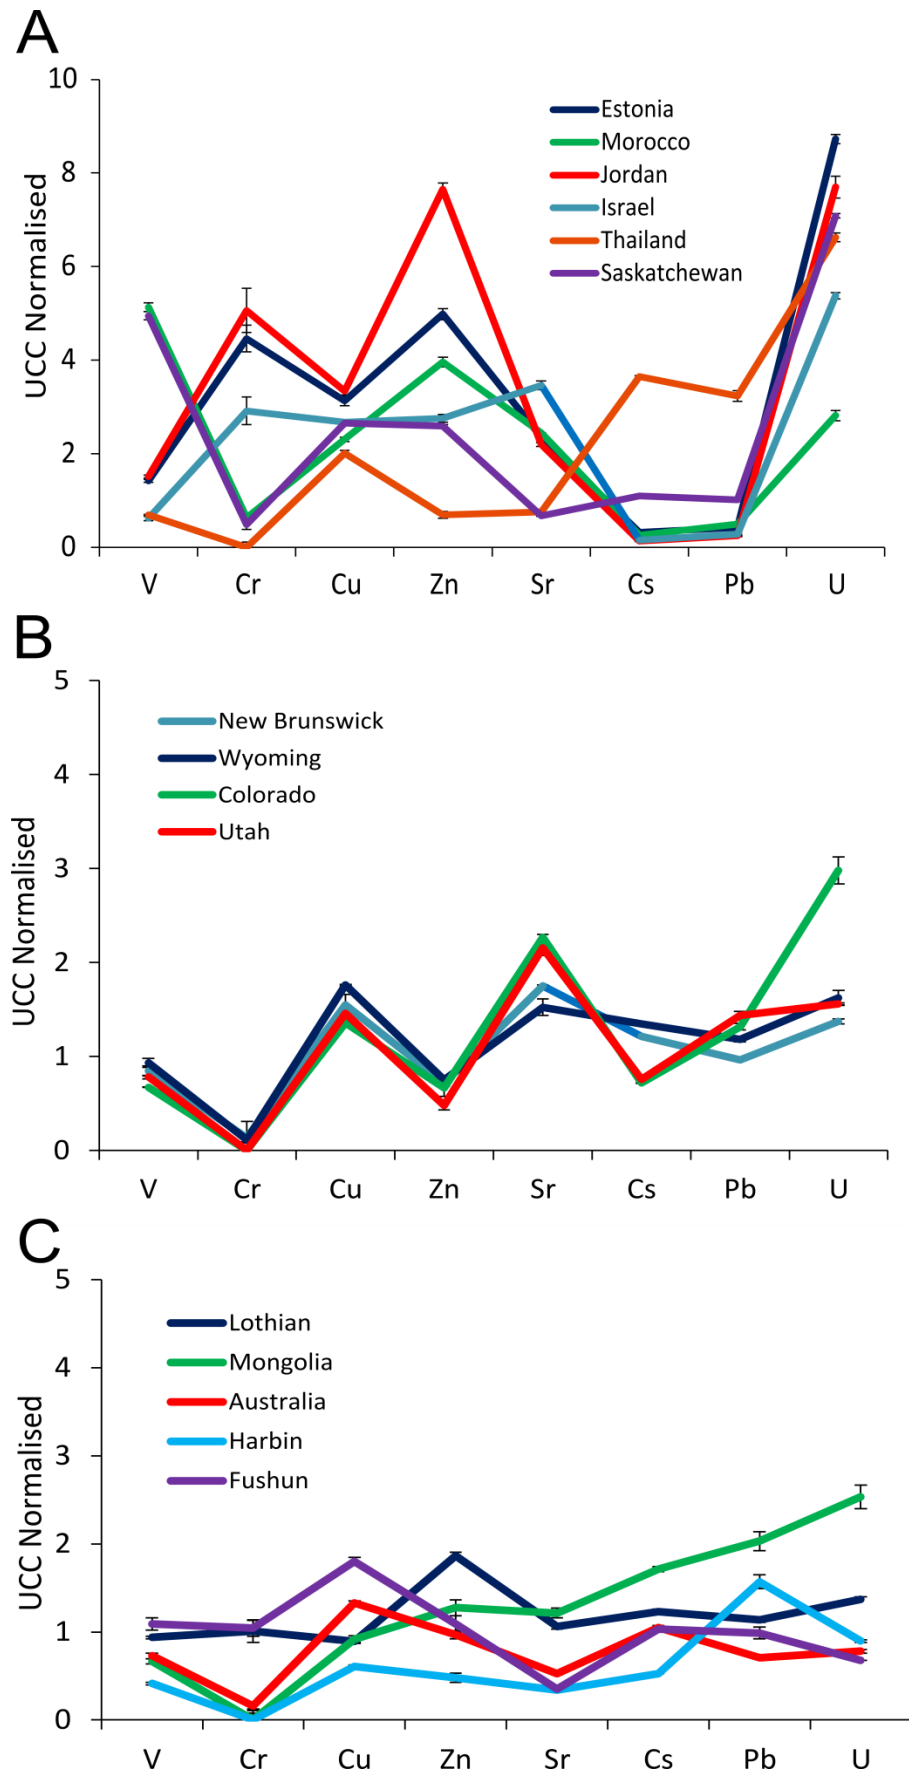 A
10
8
6
4
2
0
UCC Normalised
Estonia
Morocco
Jordan
Israel
Thailand
Saskatchewan
V Cr Cu Zn Sr Cs Pb U
B
5
4
3
2
1
0
UCC Normalised
New Brunswick
Wyoming
Colorado
Utah
V Cr Cu Zn Sr Cs Pb U
C
5
4
3
2
1
0
UCC Normalised
Lothian
Mongolia
Australia
Harbin
Fushun
V Cr Cu Zn Sr Cs Pb U